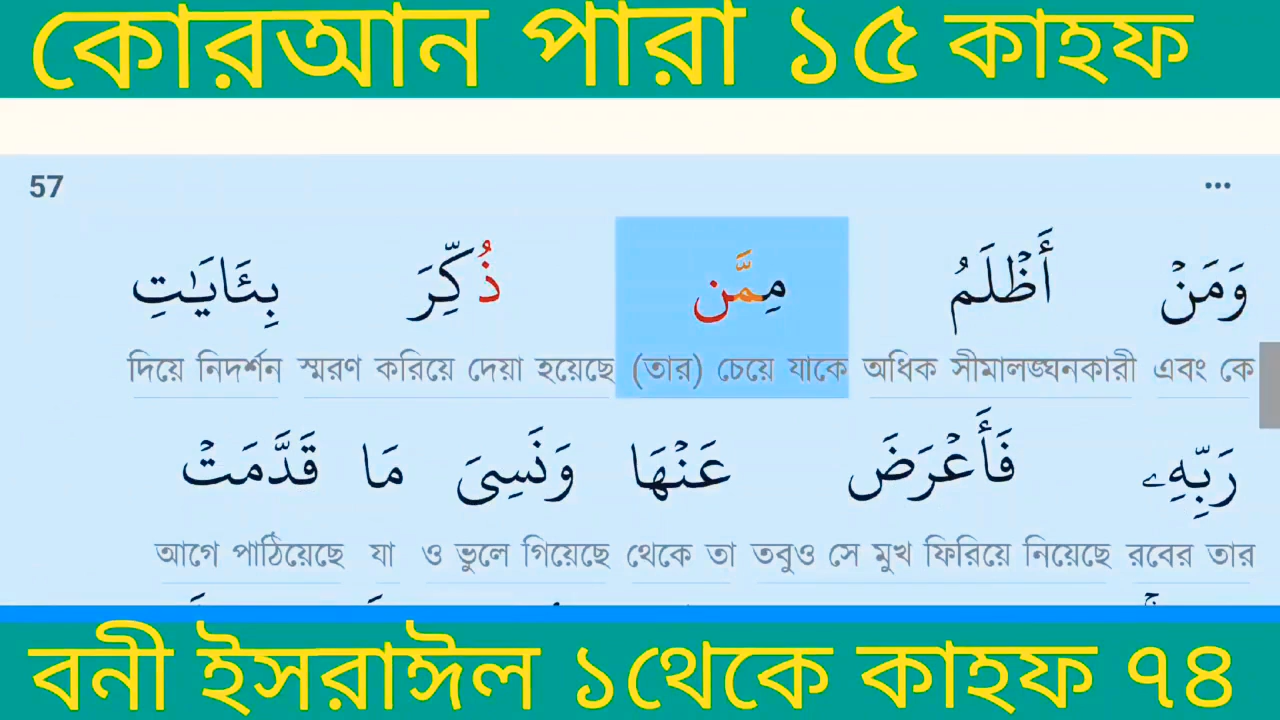 কোরআন পারা ১৫ কাহফ
57
...
وَمَنْ أَظْلَمُ مِمَّن ذُكِّرَ بِـَٔايَـٰتِ
দিয়ে নিদর্শন স্মরণ করিয়ে দেয়া হয়েছে (তার) চেয়ে যাকে অধিক সীমালঙ্ঘনকারী এবং কে
رَبِّهِۦ فَأَعْرَضَ عَنْهَا وَنَسِىَ مَا قَدَّمَتْ
আগে পাঠিয়েছে যা ও ভুলে গিয়েছে থেকে তা তবুও সে মুখ ফিরিয়ে নিয়েছে রবের তার
বনী ইসরাঈল ১থেকে কাহফ ৭৪